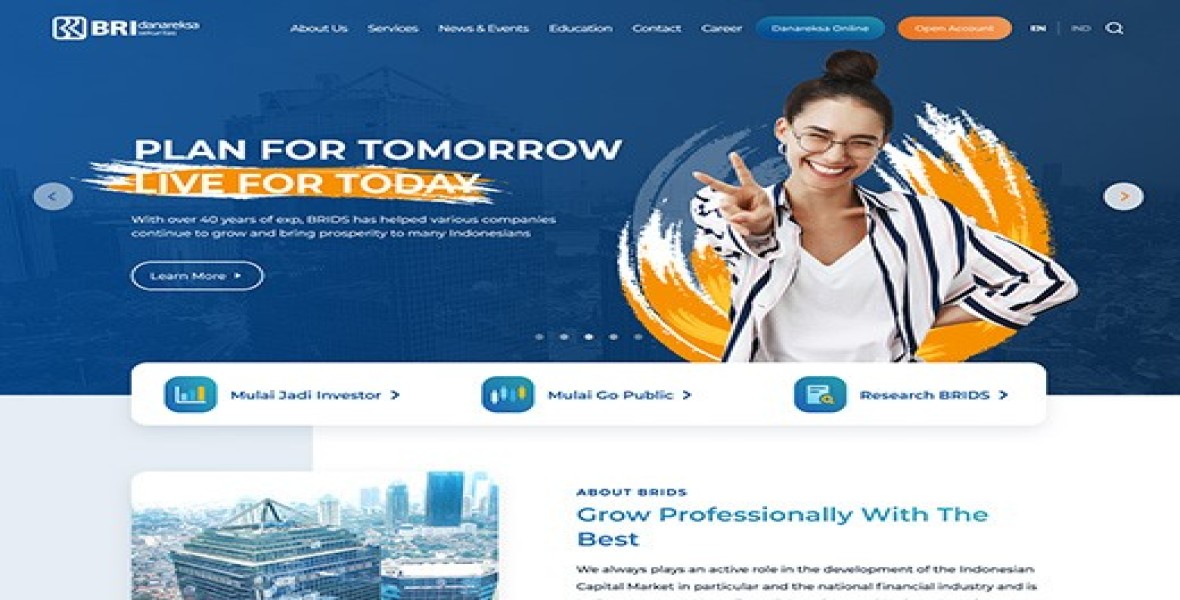 BRI danareksa sekuritas
About Us Services News & Events Education Contact Career Danareksa Online Open Account EN IND
PLAN FOR TOMORROW
LIVE FOR TODAY
With over 40 years of exp, BRIDS has helped various companies
continue to grow and bring prosperity to many Indonesians
Learn More
Mulai Jadi Investor
Mulai Go Public
Research BRIDS
ABOUT BRIDS
Grow Professionally With The
Best
We always plays an active role in the development of the Indonesian
Capital Market in particular and the national financial industry and is